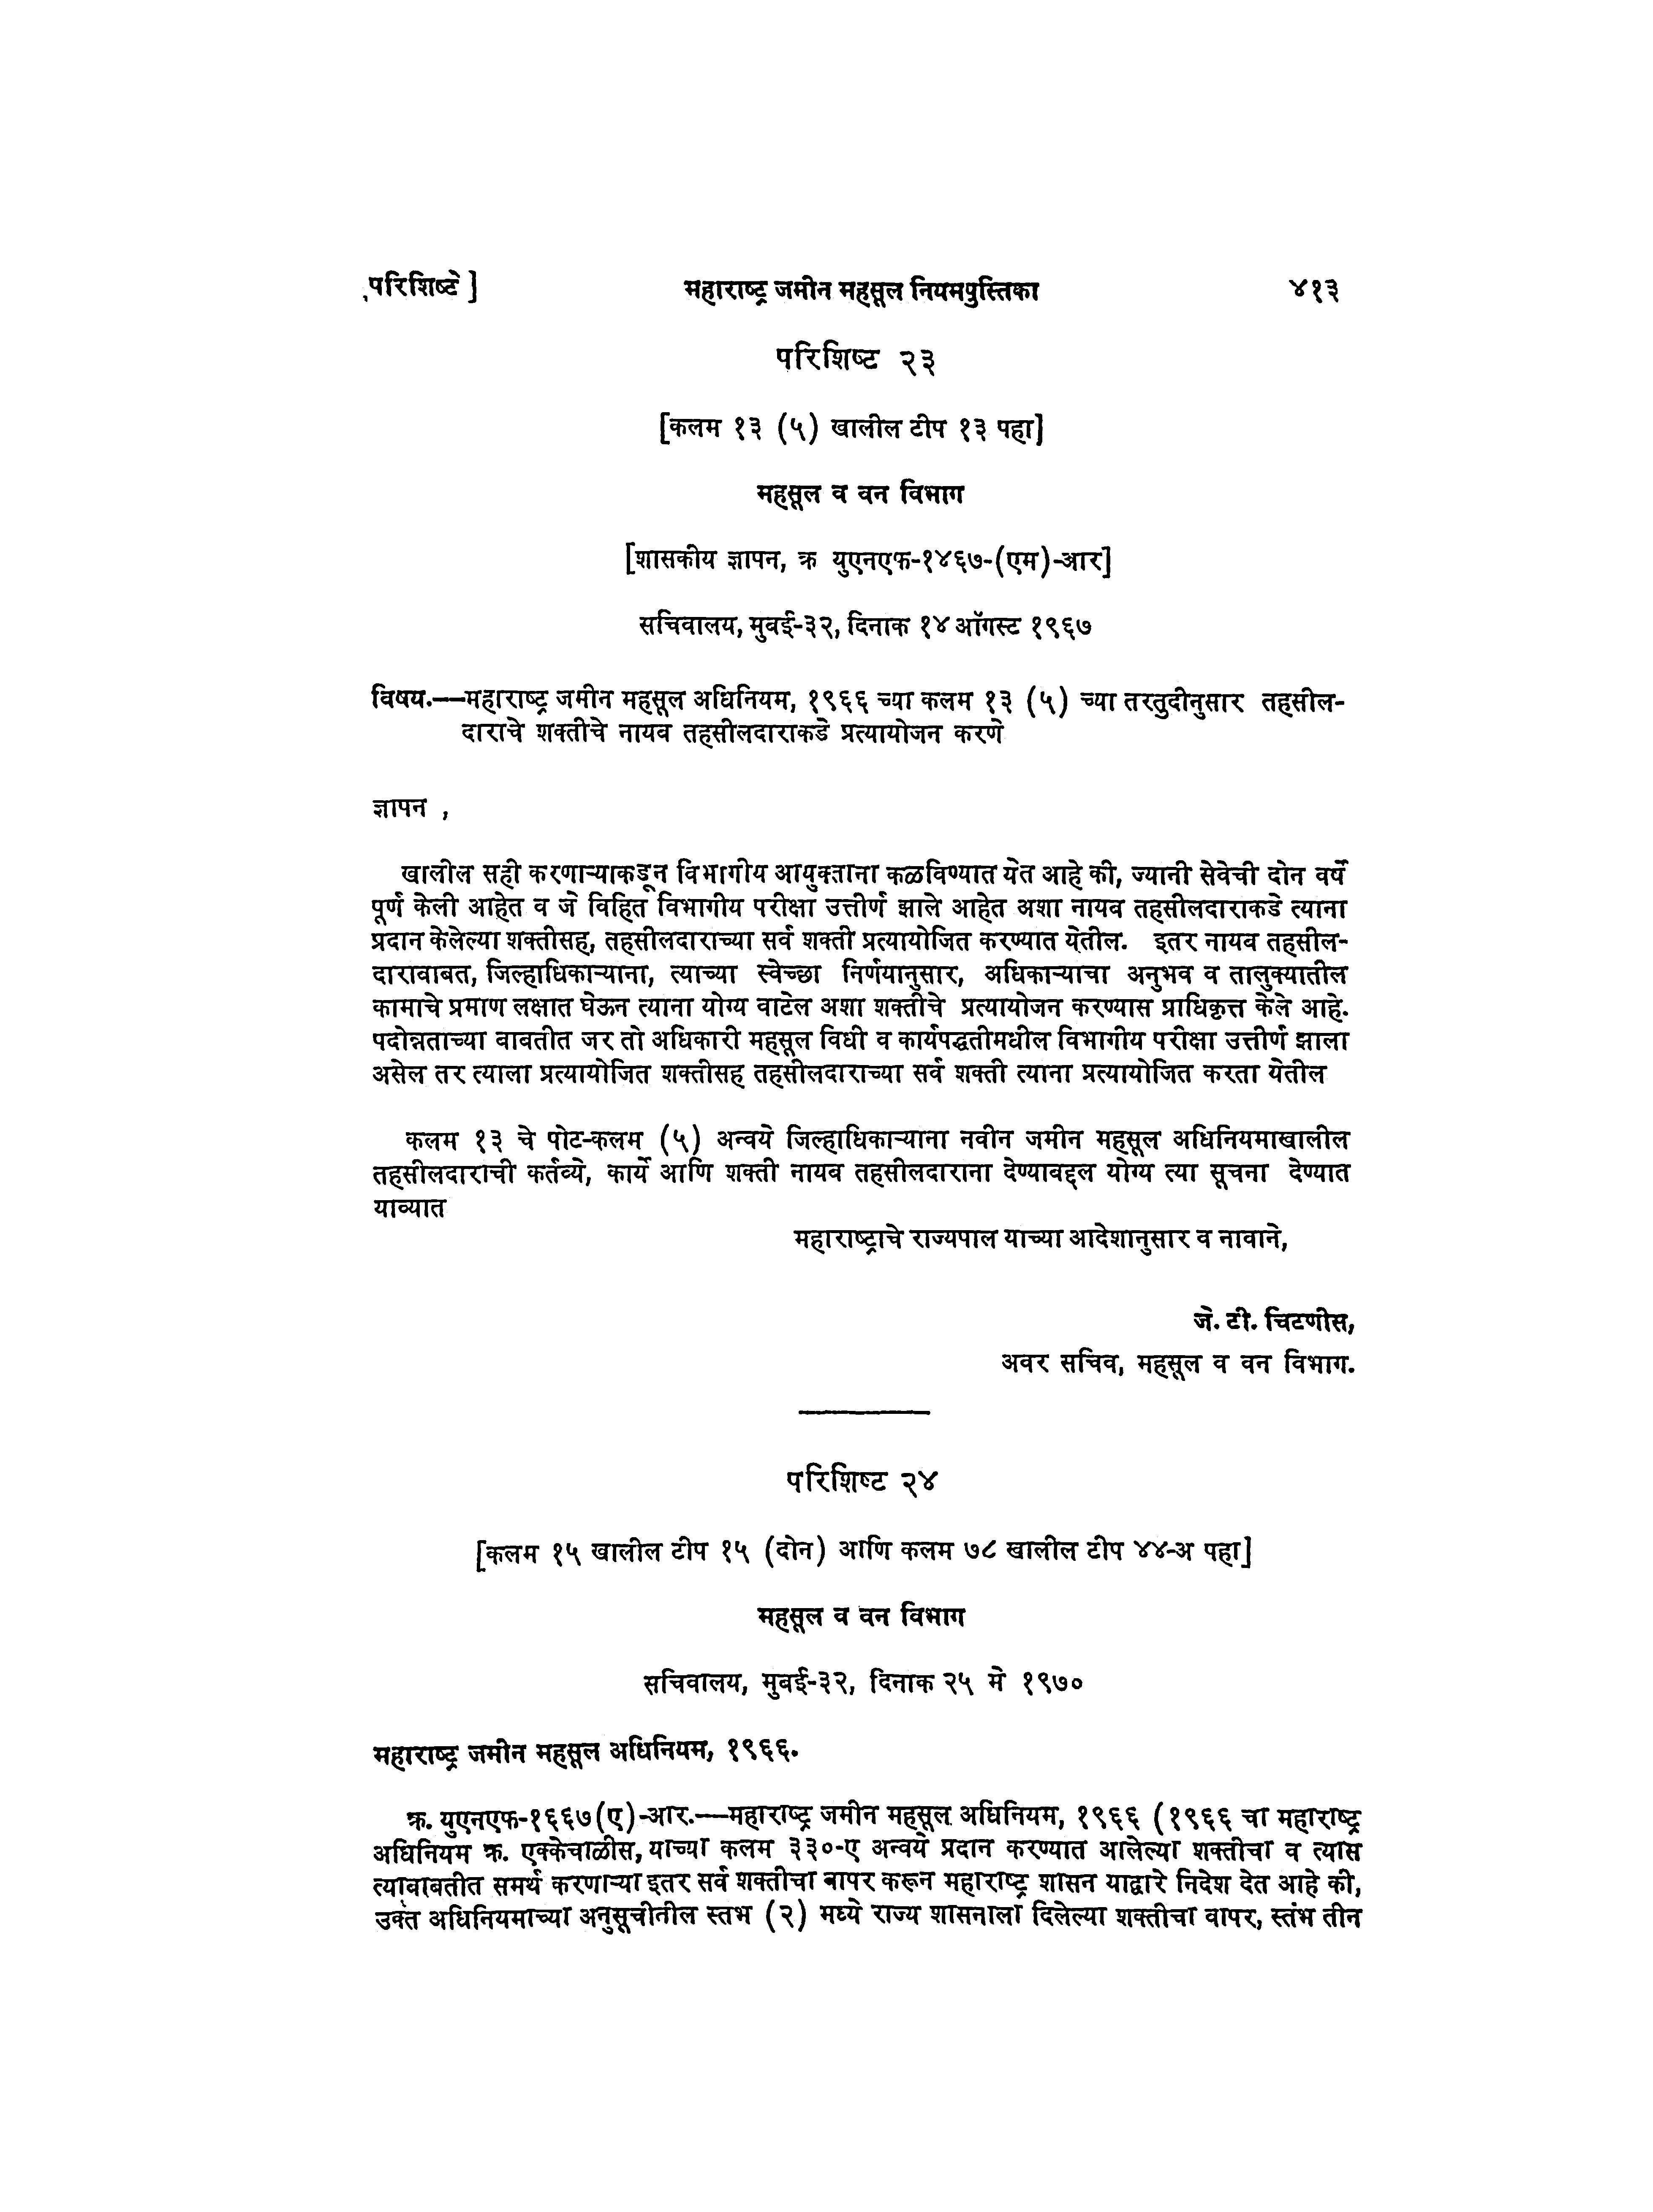 परिशिष्टे]
महाराष्ट्र जमीन महसूल नियमपुस्तिका
४१३
परिशिष्ट २३
[कलम १३ (५) खालील टीप १३ पहा]
महसूल व वन विभाग
[शासकीय ज्ञापन, क्र युएनएफ-१४६७-(एम)-आर]
सचिवालय, मुबई-३२, दिनाक १४ ऑगस्ट १९६७
विषय.—महाराष्ट्र जमीन महसूल अधिनियम, १९६६ च्या कलम १३ (५) च्या तरतुदीनुसार तहसील-
दाराचे शक्तीचे नायब तहसीलदाराकडे प्रत्यायोजन करणे
ज्ञापन ,
खालील सही करणाऱ्याकडून विभागीय आयुक्ताना कळविण्यात येत आहे की, ज्यानी सेवेची दोन वर्षे
पूर्ण केली आहेत व जे विहित विभागीय परीक्षा उत्तीर्ण झाले आहेत अशा नायब तहसीलदाराकडे त्याना
प्रदान केलेल्या शक्तीसह, तहसीलदाराच्या सर्व शक्ती प्रत्यायोजित करण्यात येतील. इतर नायब तहसील-
दाराबाबत, जिल्हाधिकाऱ्याना, त्याच्या स्वेच्छा निर्णयानुसार, अधिकाऱ्याचा अनुभव व तालुक्यातील
कामाचे प्रमाण लक्षात घेऊन त्याना योग्य वाटेल अशा शक्तीचे प्रत्यायोजन करण्यास प्राधिकृत्त केले आहे.
पदोन्नताच्या बाबतीत जर तो अधिकारी महसूल विधी व कार्यपद्धतीमधील विभागीय परीक्षा उत्तीर्ण झाला
असेल तर त्याला प्रत्यायोजित शक्तीसह तहसीलदाराच्या सर्व शक्ती त्याना प्रत्यायोजित करता येतील
कलम १३ चे पोट-कलम (५) अन्वये जिल्हाधिकाऱ्याना नवीन जमीन महसूल अधिनियमाखालील
तहसीलदाराची कर्तव्ये, कार्ये आणि शक्ती नायब तहसीलदाराना देण्याबद्दल योग्य त्या सूचना देण्यात
याव्यात
महाराष्ट्राचे राज्यपाल याच्या आदेशानुसार व नावाने,
जे. टी. चिटणीस,
अवर सचिव, महसूल व वन विभाग.
परिशिष्ट २४
[कलम १५ खालील टीप १५ (दोन) आणि कलम ७८ खालील टीप ४४-अ पहा]
महसूल व वन विभाग
सचिवालय, मुबई-३२, दिनाक २५ मे १९७०
महाराष्ट्र जमीन महसूल अधिनियम, १९६६.
क्र. युएनएफ-१६६७(ए)-आर.—महाराष्ट्र जमीन महसूल अधिनियम, १९६६ (१९६६ चा महाराष्ट्र
अधिनियम क्र. एक्केचाळीस, याच्या कलम ३३०-ए अन्वये प्रदान करण्यात आलेल्या शक्तीचा व त्यास
त्याबाबतीत समर्थ करणाऱ्या इतर सर्व शक्तीचा वापर करून महाराष्ट्र शासन याद्वारे निदेश देत आहे की,
उक्त अधिनियमाच्या अनुसूचीतील स्तभ (२) मध्ये राज्य शासनाला दिलेल्या शक्तीचा वापर, स्तंभ तीन